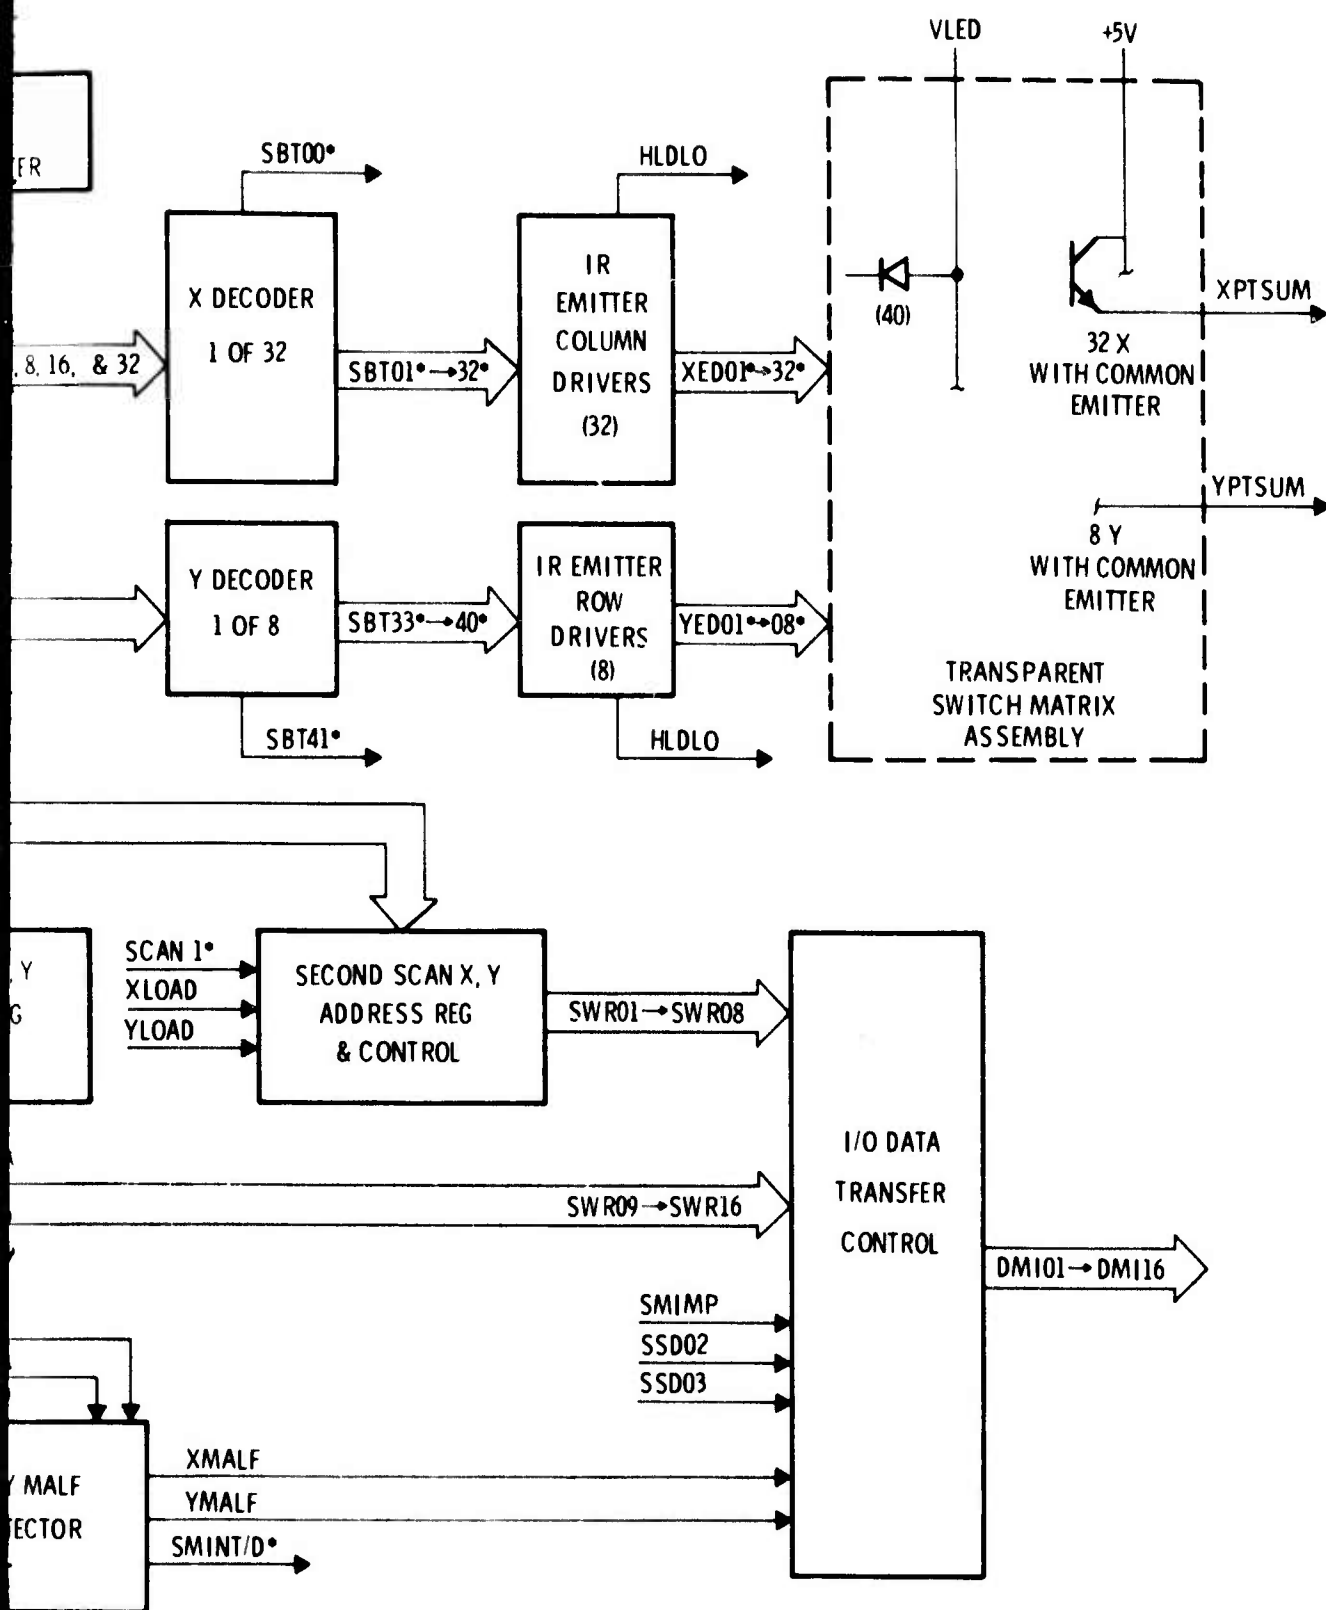 VLED
+5V
SBT00*
HLDLO
X DECODER
1 OF 32
IR
EMITTER
COLUMN
DRIVERS
(32)
(40)
XPTSUM
32 X
WITH COMMON
EMITTER
, 8, 16, & 32
SBT01*→32*
XED01*→32*
YPTSUM
8 Y
WITH COMMON
EMITTER
Y DECODER
1 OF 8
SBT33*→40*
IR EMITTER
ROW
DRIVERS
(8)
YED01*→08*
TRANSPARENT
SWITCH MATRIX
ASSEMBLY
SBT41*
HLDLO
, Y
G
SCAN 1*
XLOAD
YLOAD
SECOND SCAN X, Y
ADDRESS REG
& CONTROL
SWR01→SWR08
I/O DATA
TRANSFER
CONTROL
SWR09→SWR16
DMI01→DMI16
SMIMP
SSD02
SSD03
Y MALF
TECTOR
XMALF
YMALF
SMINT/D*